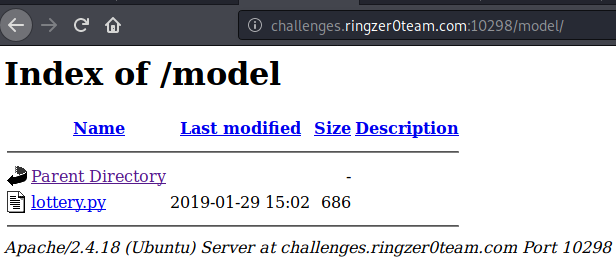 challenges.ringzer0team.com:10298/model/
Index of /model
Name Last modified Size Description
Parent Directory -
lottery.py 2019-01-29 15:02 686
Apache/2.4.18 (Ubuntu) Server at challenges.ringzer0team.com Port 10298